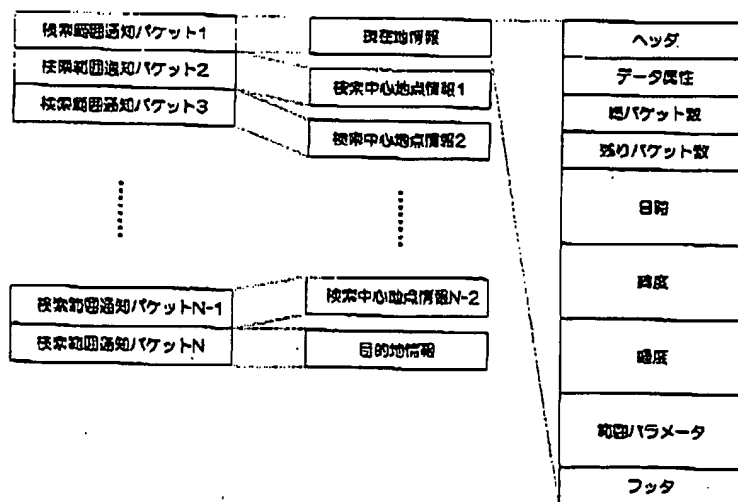 検索範囲通知パケット1
検索範囲通知パケット2
検索範囲通知パケット3
検索範囲通知パケットN-1
検索範囲通知パケットN
現在地情報
検索中心地点情報1
検索中心地点情報2
検索中心地点情報N-2
目的地情報
ヘッダ
データ属性
総パケット数
残りパケット数
日時
緯度
経度
範囲パラメータ
フッタ